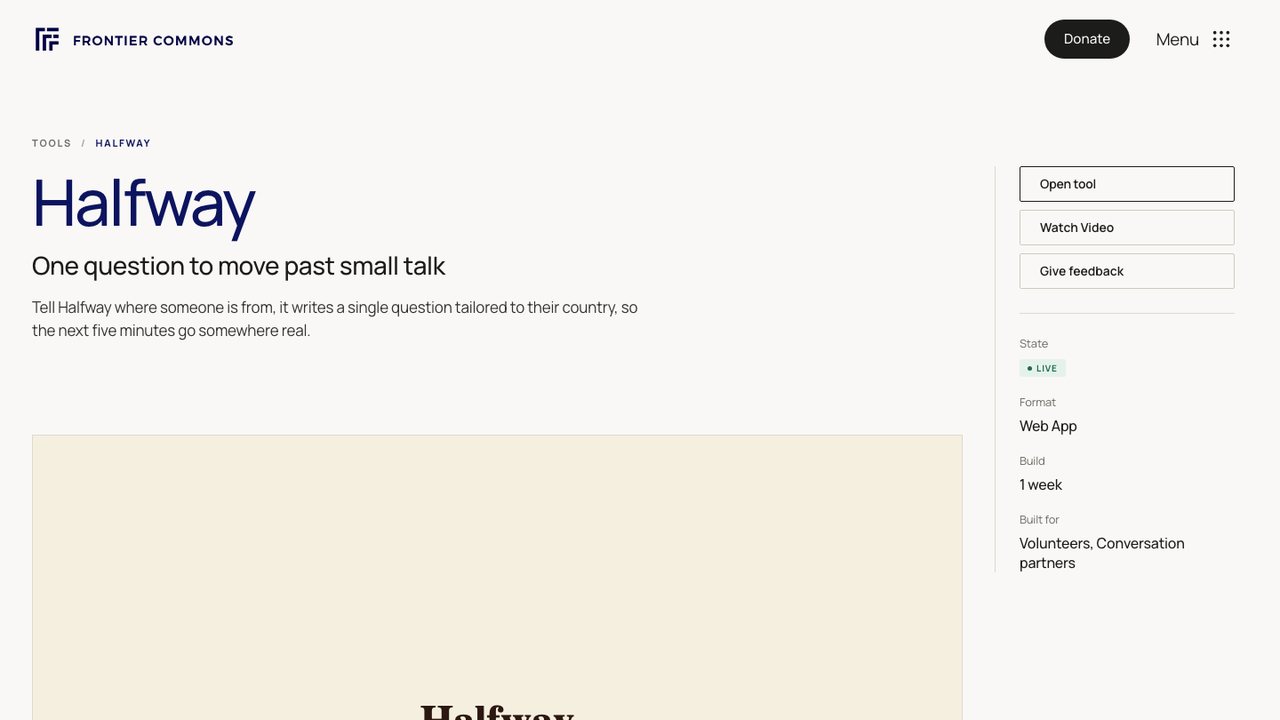 FRONTIER COMMONS
Donate
Menu
TOOLS / HALFWAY
Halfway
One question to move past small talk
Tell Halfway where someone is from, it writes a single question tailored to their country, so
the next five minutes go somewhere real.
Open tool
Watch Video
Give feedback
State
LIVE
Format
Web App
Build
1 week
Built for
Volunteers, Conversation
partners
Halfway